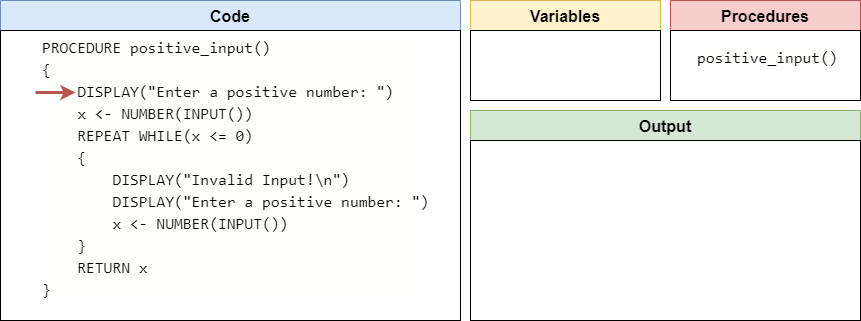 Code
PROCEDURE positive_input()
{
DISPLAY("Enter a positive number: ")
x <- NUMBER(INPUT())
REPEAT WHILE(x <= 0)
{
DISPLAY("Invalid Input!\n")
DISPLAY("Enter a positive number: ")
x <- NUMBER(INPUT())
}
RETURN x
}
Variables
Procedures
positive_input()
Output